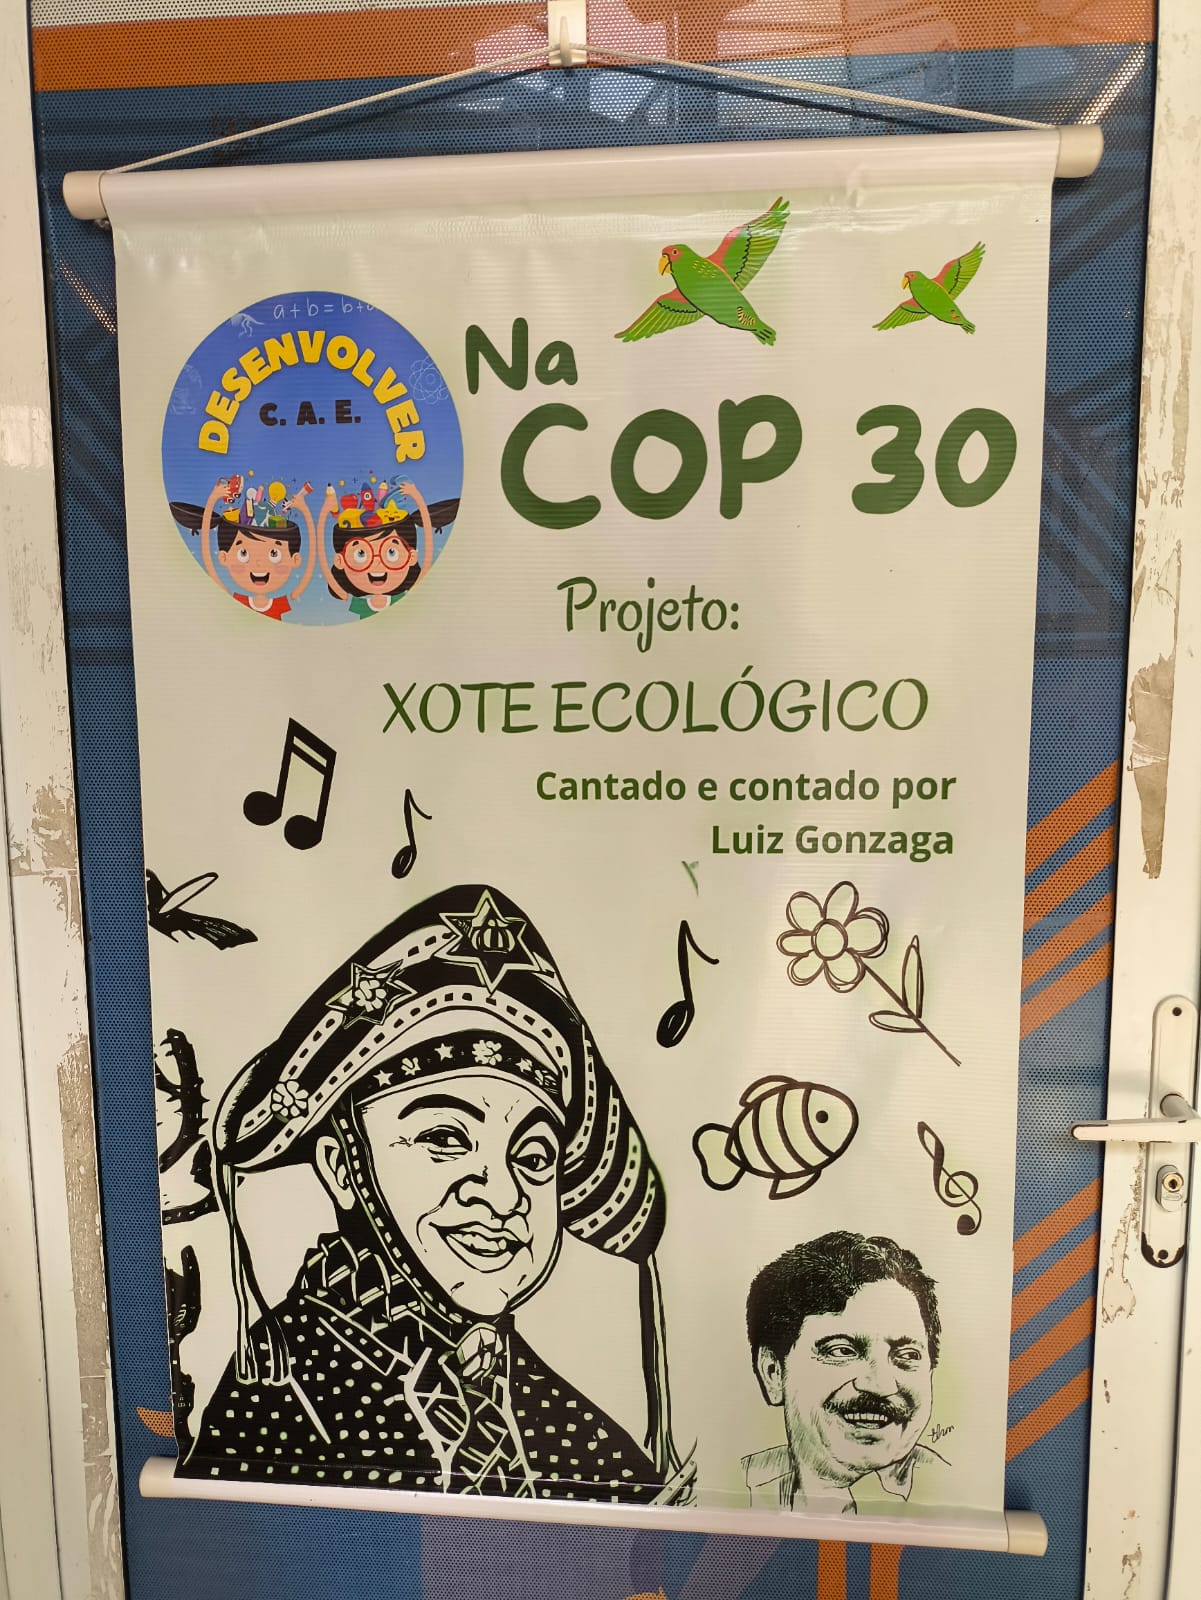 a+b=b+a
DESENVOLVER
C. A. E.
Na
COP 30
Projeto:
XOTE ECOLÓGICO
Cantado e contado por
Luiz Gonzaga